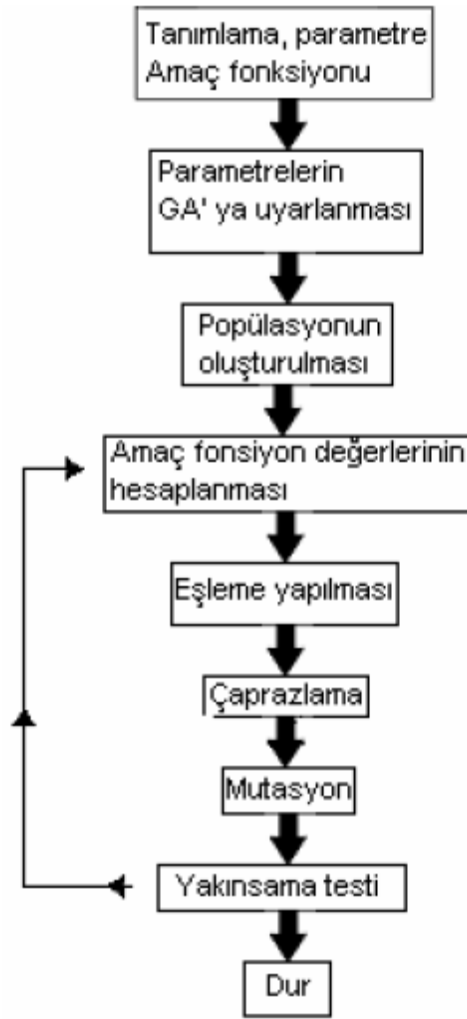 Tanımlama, parametre
Amaç fonksiyonu
Parametrelerin
GA' ya uyarlanması
Popülasyonun
oluşturulması
Amaç fonsiyon değerlerinin
hesaplanması
Eşleme yapılması
Çaprazlama
Mutasyon
Yakınsama testi
Dur